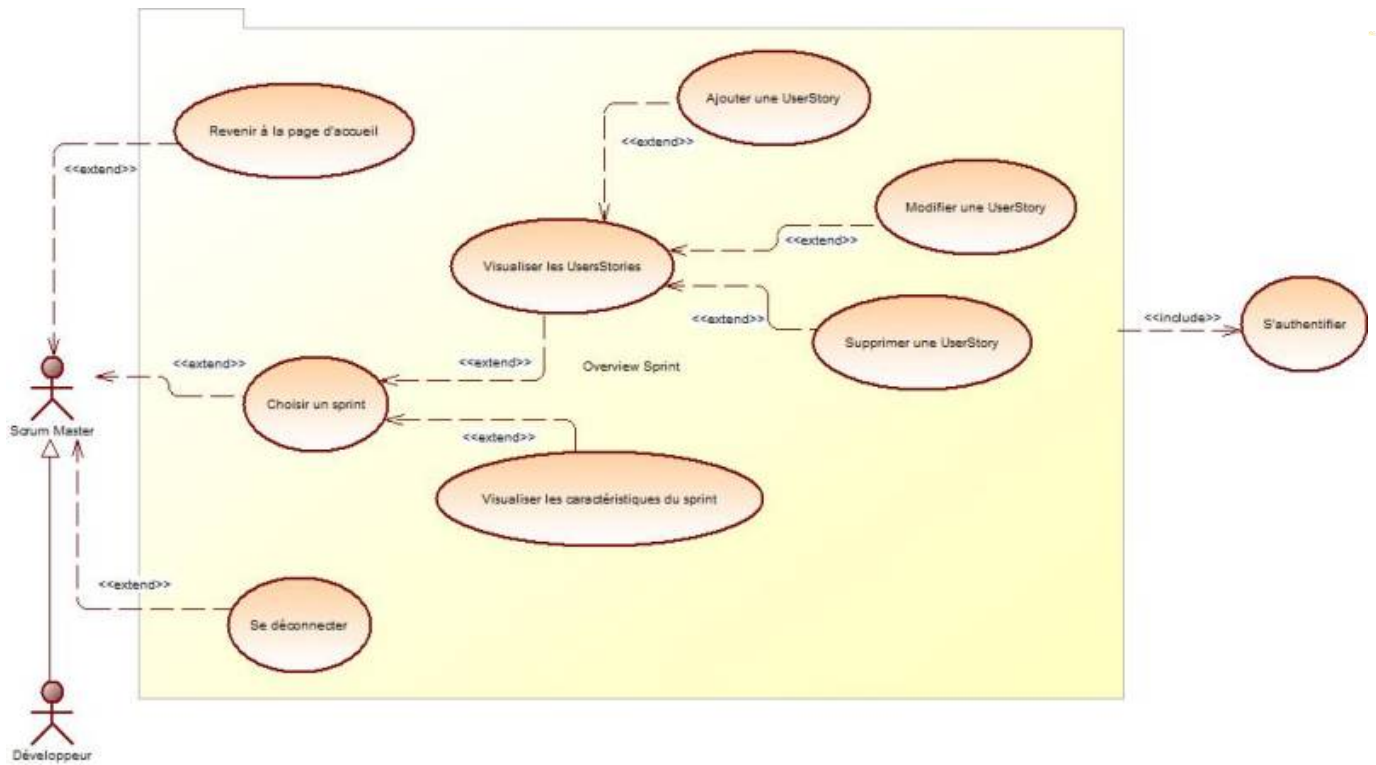 Ajouter une UserStory
Revenir à la page d'accueil
<<extend>>
<<extend>>
Modifier une UserStory
<<extend>>
Visualiser les UsersStories
<<extend>>
Supprimer une UserStory
<<include>>
S'authentifier
<<extend>>
<<extend>>
Overview Sprint
Choisir un sprint
Scrum Master
<<extend>>
Visualiser les caractéristiques du sprint
<<extend>>
Se déconnecter
Développeur